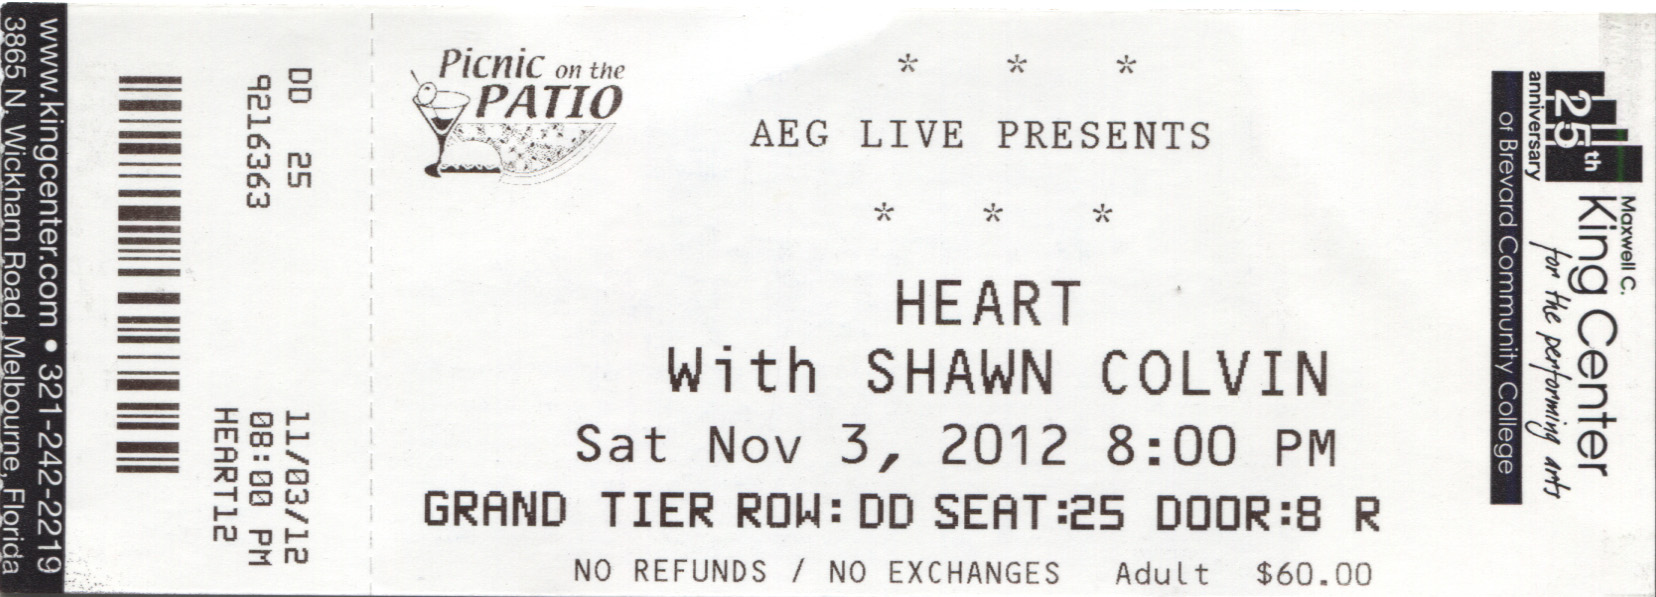 www.kingcenter.com • 321-242-2219
3865 N. Wickham Road, Melbourne, Florida
DD 25
9216363
11/03/12
08:00 PM
HEART12
Picnic on the
PATIO
* * *
AEG LIVE PRESENTS
* * *
HEART
With SHAWN COLVIN
Sat Nov 3, 2012 8:00 PM
GRAND TIER ROW:DD SEAT:25 DOOR:8 R
NO REFUNDS / NO EXCHANGES Adult $60.00
25th
anniversary
Maxwell C.
King Center
for the performing arts
of Brevard Community College